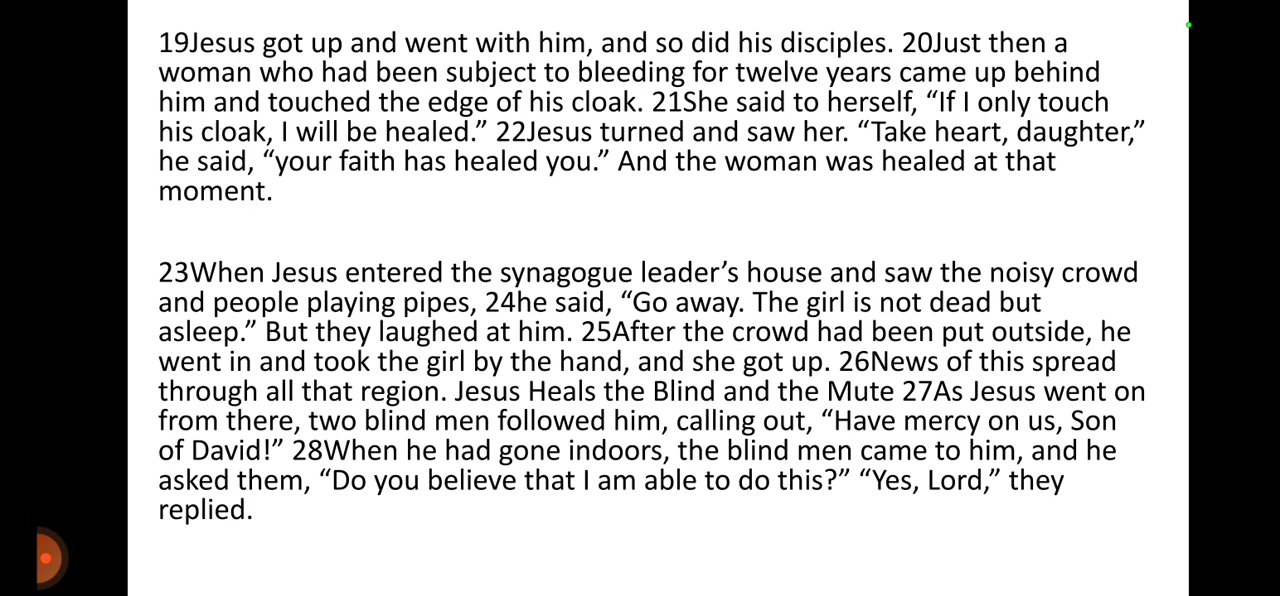 19Jesus got up and went with him, and so did his disciples. 20Just then a
woman who had been subject to bleeding for twelve years came up behind
him and touched the edge of his cloak. 21She said to herself, “If I only touch
his cloak, I will be healed.” 22Jesus turned and saw her. “Take heart, daughter,”
he said, “your faith has healed you.” And the woman was healed at that
moment.
23When Jesus entered the synagogue leader’s house and saw the noisy crowd
and people playing pipes, 24he said, “Go away. The girl is not dead but
asleep.” But they laughed at him. 25After the crowd had been put outside, he
went in and took the girl by the hand, and she got up. 26News of this spread
through all that region. Jesus Heals the Blind and the Mute 27As Jesus went on
from there, two blind men followed him, calling out, “Have mercy on us, Son
of David!” 28When he had gone indoors, the blind men came to him, and he
asked them, “Do you believe that I am able to do this?” “Yes, Lord,” they
replied.